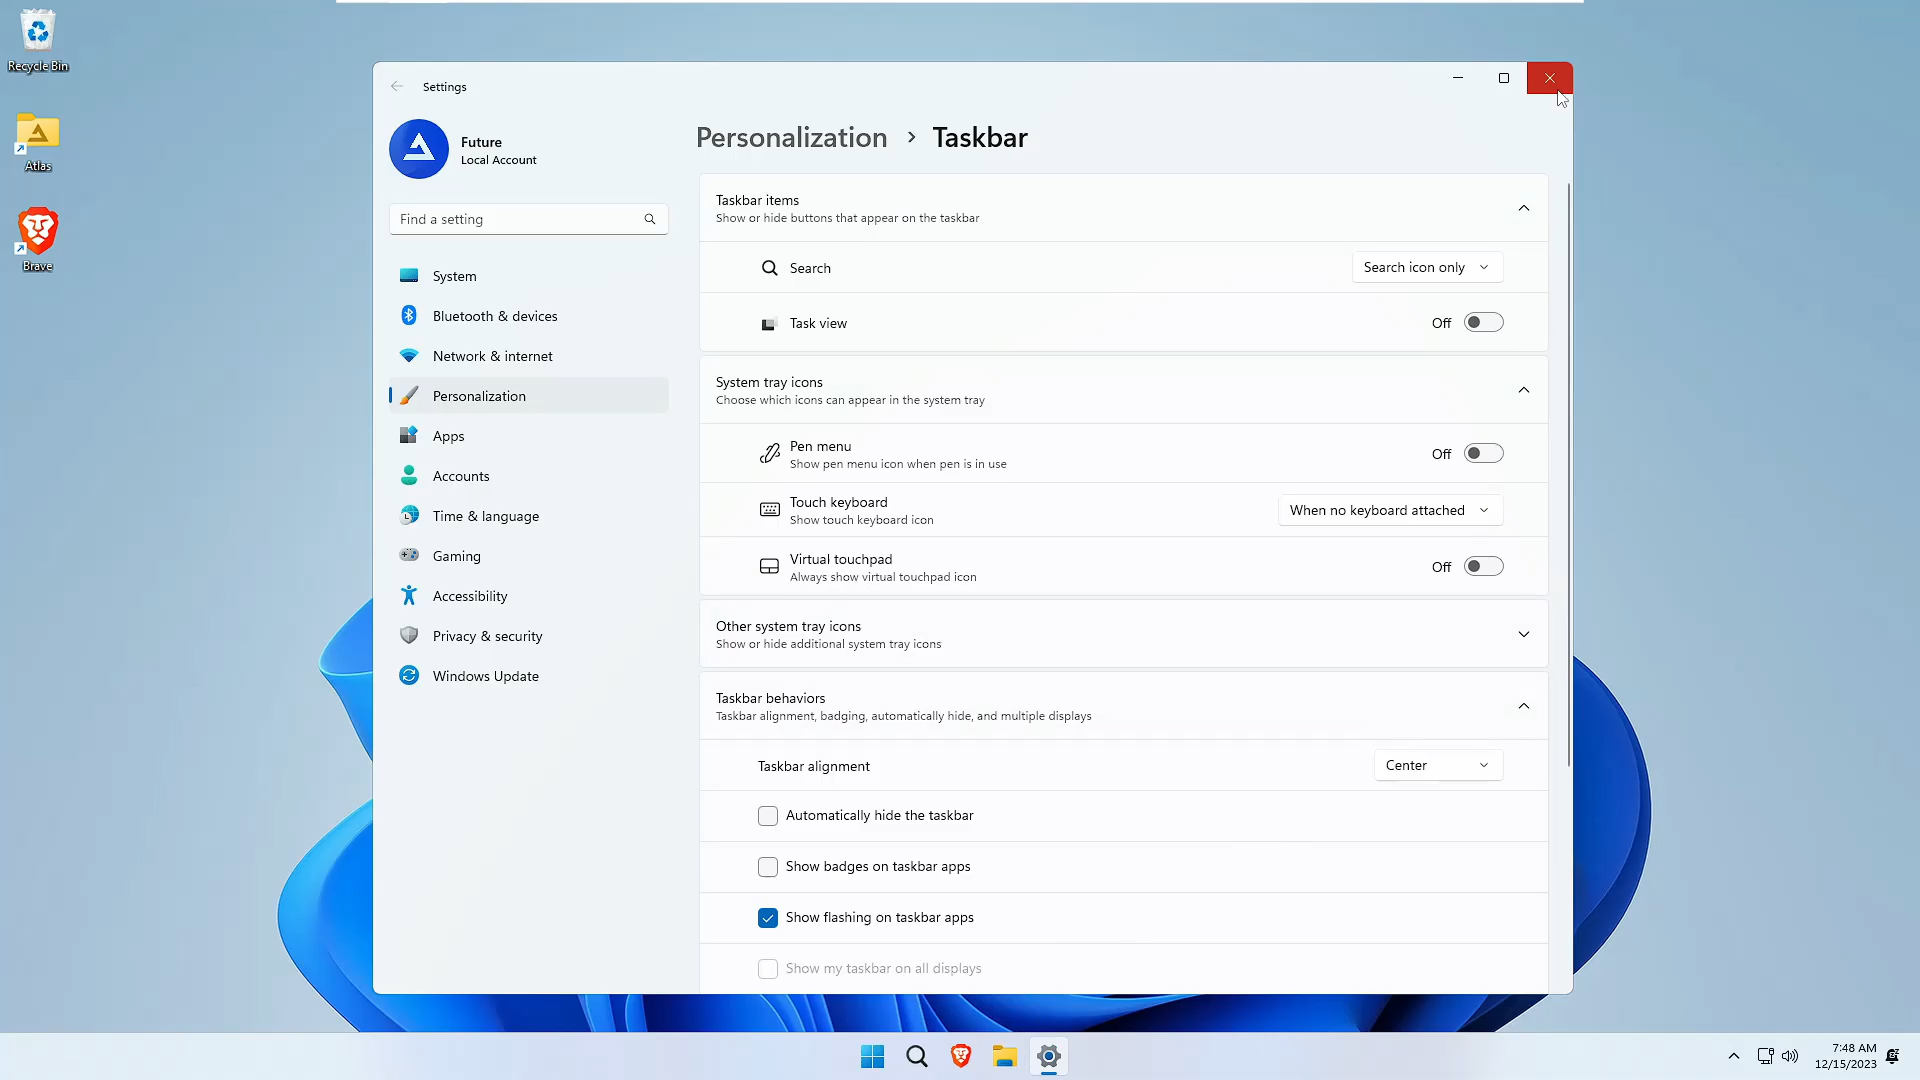 Recycle Bin
Atlas
Brave
Settings
Future
Local Account
Find a setting
System
Bluetooth & devices
Network & internet
Personalization
Apps
Accounts
Time & language
Gaming
Accessibility
Privacy & security
Windows Update
Personalization > Taskbar
Taskbar items
Show or hide buttons that appear on the taskbar
Search
Search icon only
Task view
Off
System tray icons
Choose which icons can appear in the system tray
Pen menu
Show pen menu icon when pen is in use
Off
Touch keyboard
Show touch keyboard icon
When no keyboard attached
Virtual touchpad
Always show virtual touchpad icon
Off
Other system tray icons
Show or hide additional system tray icons
Taskbar behaviors
Taskbar alignment, badging, automatically hide, and multiple displays
Taskbar alignment
Center
Automatically hide the taskbar
Show badges on taskbar apps
Show flashing on taskbar apps
Show my taskbar on all displays
7:48 AM
12/15/2023